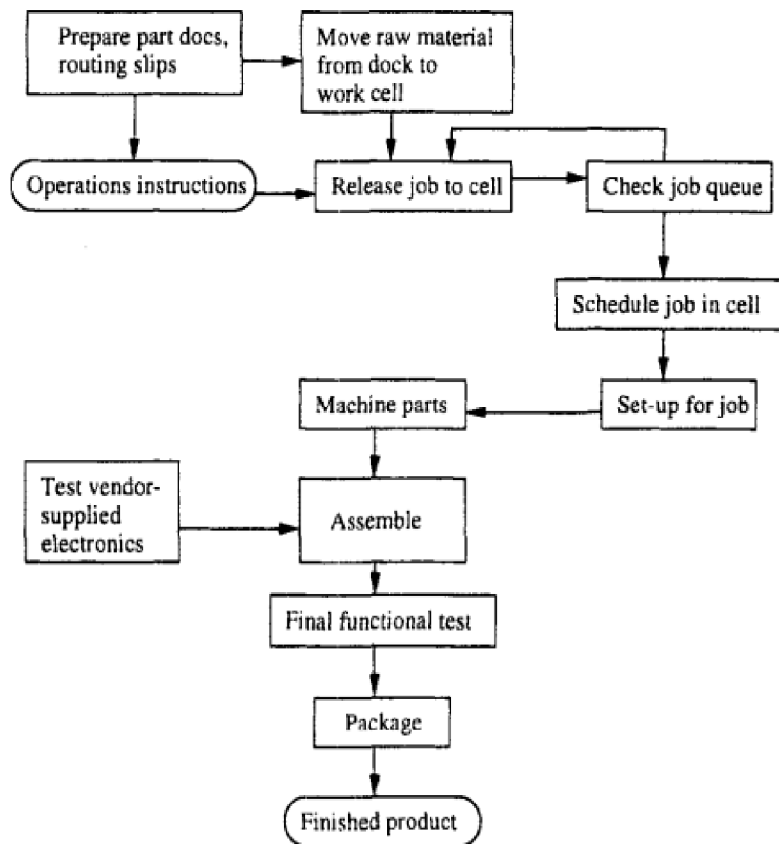 Prepare part docs,
routing slips
Move raw material
from dock to
work cell
Operations instructions
Release job to cell
Check job queue
Schedule job in cell
Machine parts
Set-up for job
Test vendor-
supplied
electronics
Assemble
Final functional test
Package
Finished product